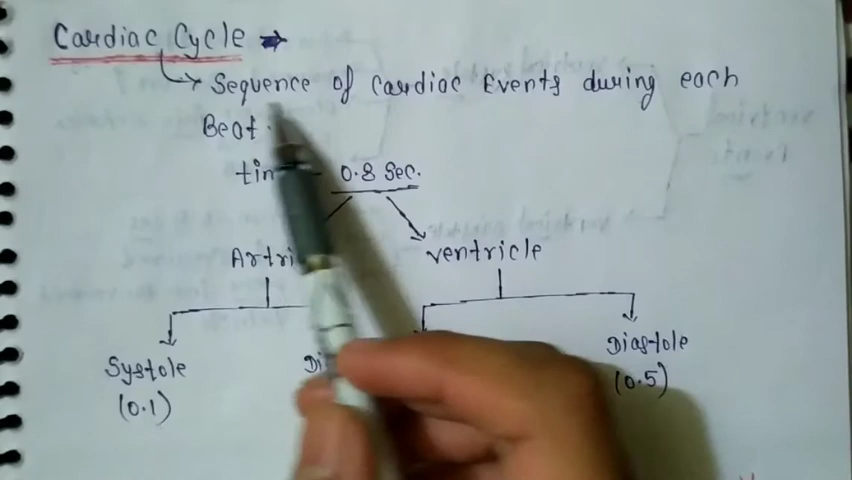 Cardiac Cycle →
Sequence of Cardiac Events during each
Beat.
0.8 Sec.
ventricle
Systole
Diastole
(0.1)
(0.5)